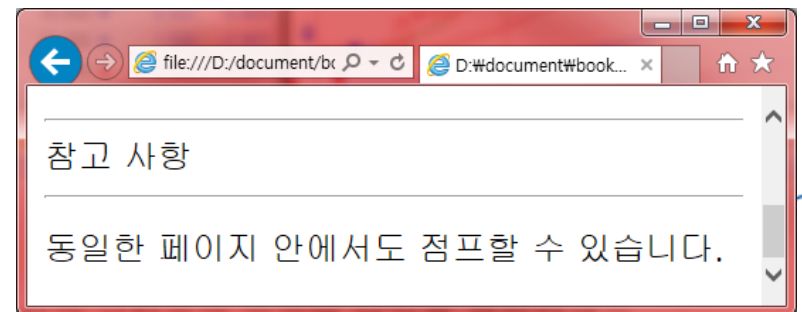 file:///D:/document/bc
D:₩document₩book...
참고 사항
동일한 페이지 안에서도 점프할 수 있습니다.